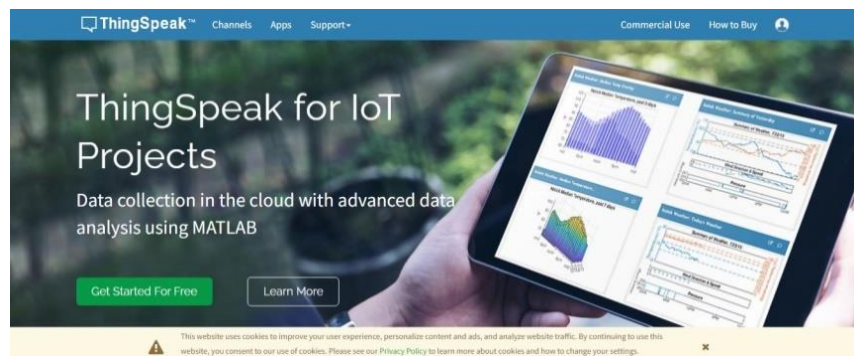 ThingSpeak™ Channels Apps Support Commercial Use How to Buy
ThingSpeak for IoT
Projects
Data collection in the cloud with advanced data
analysis using MATLAB
Get Started For Free Learn More
This website uses cookies to improve your user experience, personalize content and ads, and analyze website traffic. By continuing to use this
website, you consent to our use of cookies. Please see our Privacy Policy to learn more about cookies and how to change your settings.